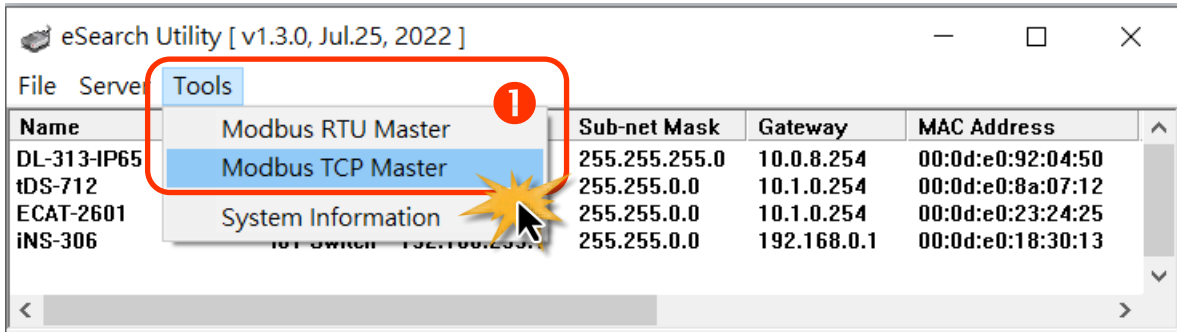 eSearch Utility [ v1.3.0, Jul.25, 2022 ]
File Server Tools
1
Modbus RTU Master
Modbus TCP Master
System Information
Name Sub-net Mask Gateway MAC Address
DL-313-IP65 255.255.255.0 10.0.8.254 00:0d:e0:92:04:50
tDS-712 255.255.0.0 10.1.0.254 00:0d:e0:8a:07:12
ECAT-2601 255.255.0.0 10.1.0.254 00:0d:e0:23:24:25
iNS-306 255.255.0.0 192.168.0.1 00:0d:e0:18:30:13